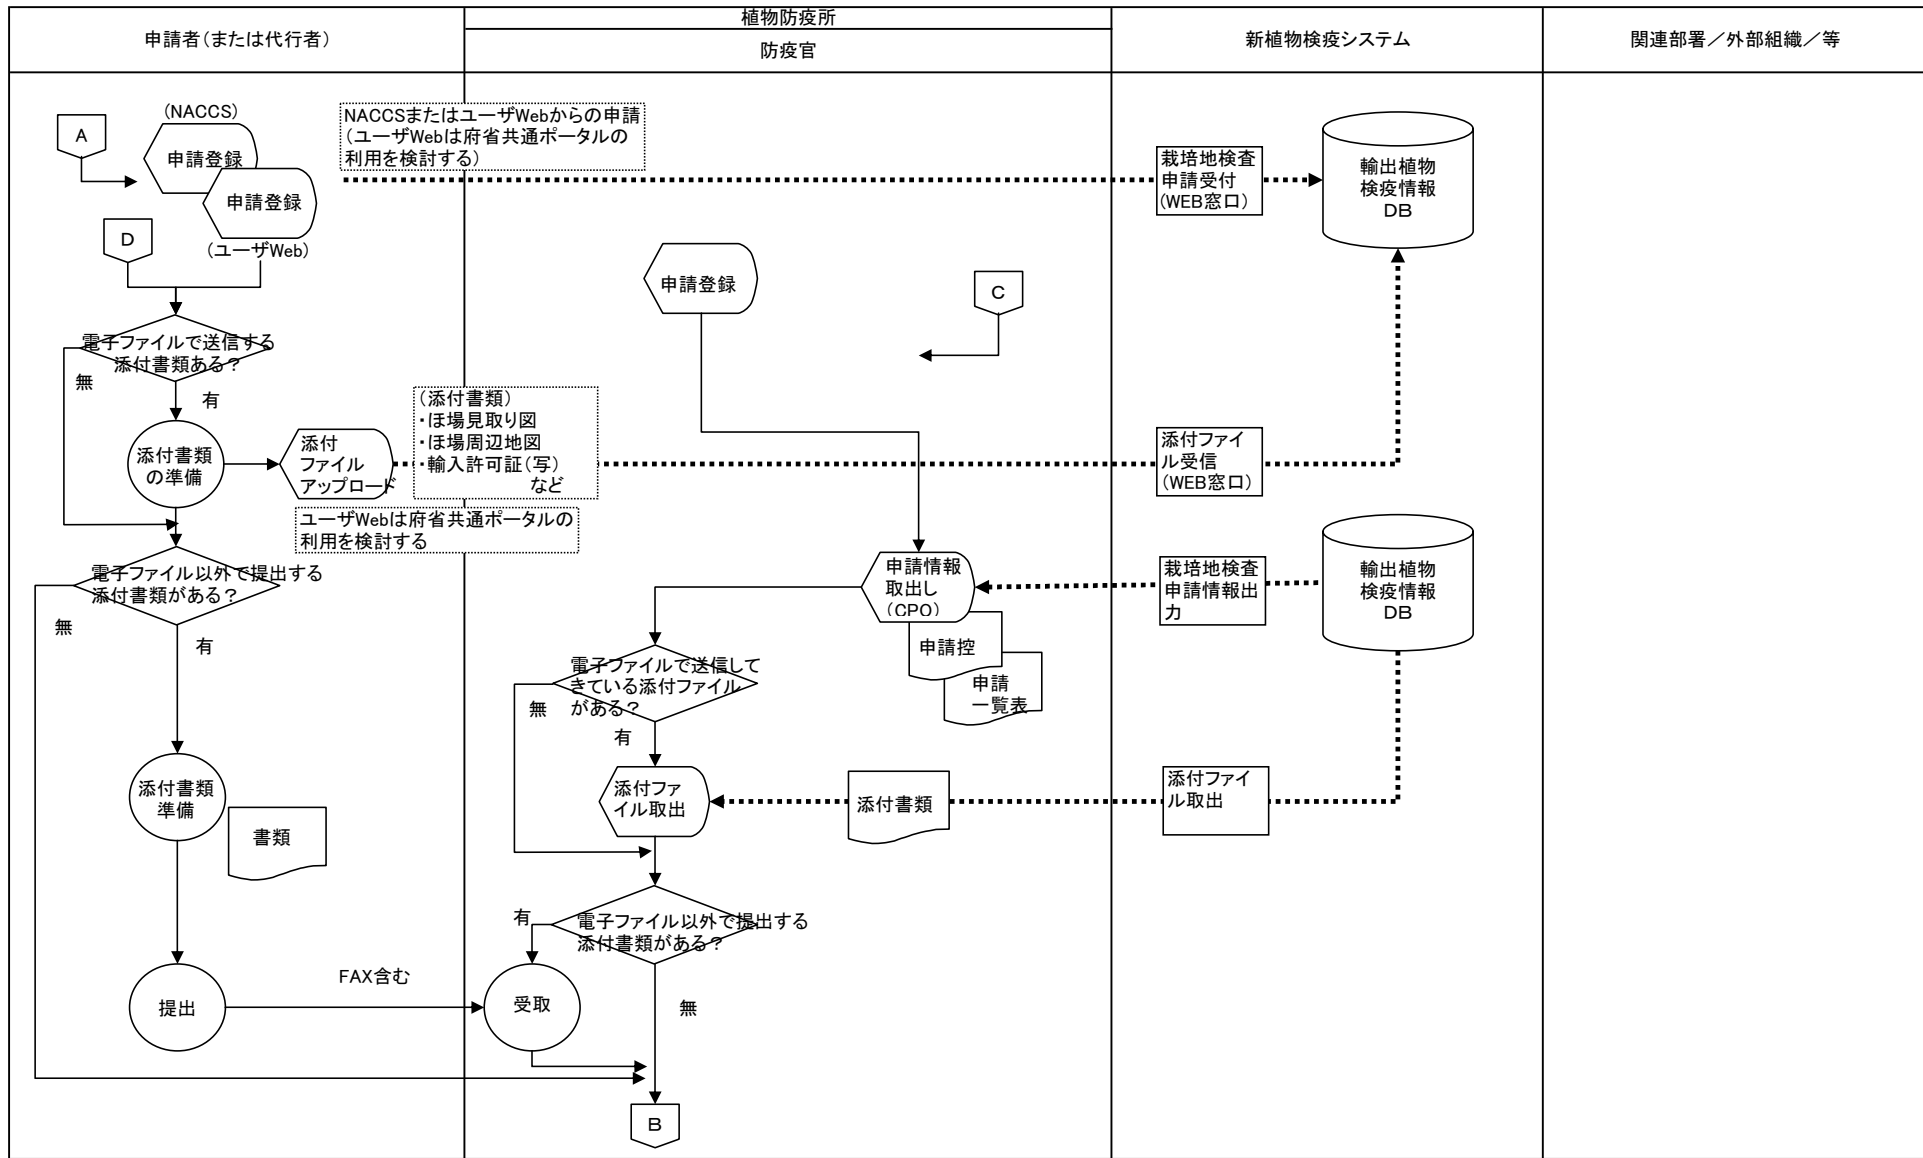 申請者(または代行者)
植物防疫所
防疫官
新植物検疫システム
関連部署／外部組織／等
A
(NACCS)
申請登録
申請登録
(ユーザWeb)
D
NACCSまたはユーザWebからの申請
(ユーザWebは府省共通ポータルの
利用を検討する)
栽培地検査
申請受付
(WEB窓口)
輸出植物
検疫情報
DB
申請登録
C
電子ファイルで送信する
添付書類ある？
無
有
添付書類
の準備
添付
ファイル
アップロード
(添付書類)
・ほ場見取り図
・ほ場周辺地図
・輸入許可証(写)
など
添付ファ
イル受信
(WEB窓口)
ユーザWebは府省共通ポータルの
利用を検討する
電子ファイル以外で提出する
添付書類がある？
無
有
申請情報
取出し
(CPO)
申請控
申請
一覧表
栽培地検査
申請情報出
力
輸出植物
検疫情報
DB
電子ファイルで送信して
きている添付ファイル
がある？
無
有
添付書類
準備
書類
添付ファ
イル取出
添付書類
添付ファイ
ル取出
電子ファイル以外で提出する
添付書類がある？
有
無
提出
FAX含む
受取
B